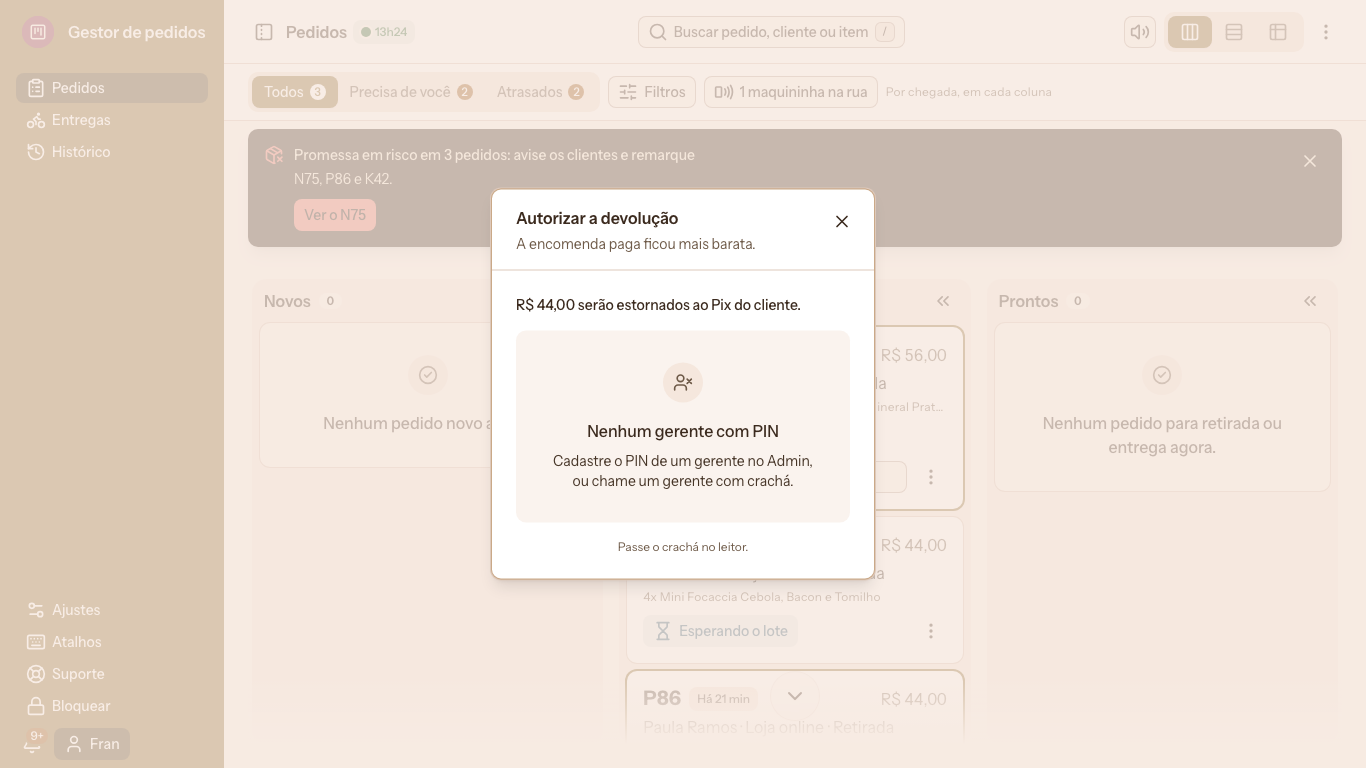 Gestor de pedidos
Pedidos
Entregas
Histórico
Ajustes
Atalhos
Suporte
Bloquear
9+
Fran
Pedidos
13h24
Buscar pedido, cliente ou item
/
Todos 3
Precisa de você 2
Atrasados 2
Filtros
1 maquininha na rua
Por chegada, em cada coluna
Promessa em risco em 3 pedidos: avise os clientes e remarque
N75, P86 e K42.
Ver o N75
Autorizar a devolução
A encomenda paga ficou mais barata.
R$ 44,00 serão estornados ao Pix do cliente.
Nenhum gerente com PIN
Cadastre o PIN de um gerente no Admin,
ou chame um gerente com crachá.
Passe o crachá no leitor.
Novos 0
Nenhum pedido novo
R$ 56,00
R$ 44,00
4x Mini Focaccia Cebola, Bacon e Tomilho
Esperando o lote
P86 Há 21 min R$ 44,00
Paula Ramos · Loja online · Retirada
Prontos 0
Nenhum pedido para retirada ou
entrega agora.